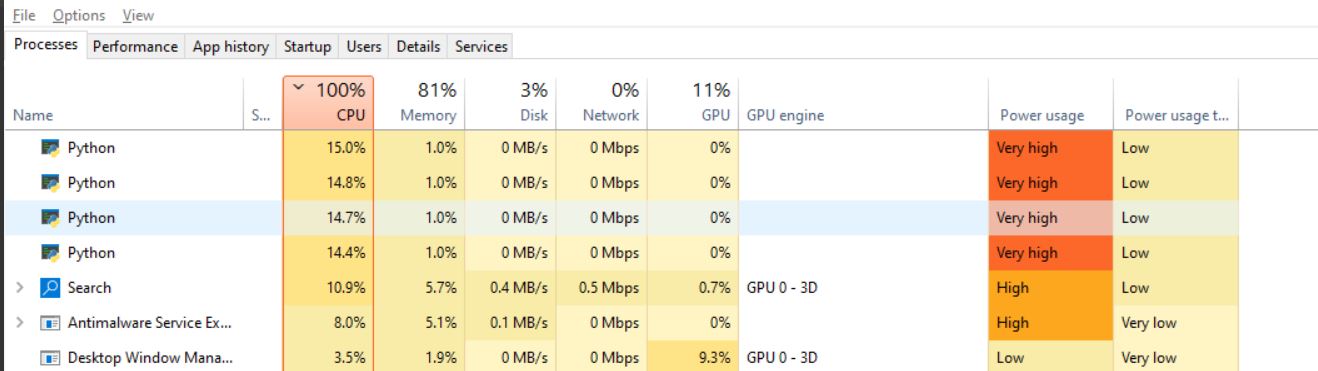 File Options View
Processes Performance App history Startup Users Details Services
100% 81% 3% 0% 11%
Name S... CPU Memory Disk Network GPU GPU engine Power usage Power usage t...
Python 15.0% 1.0% 0 MB/s 0 Mbps 0% Very high Low
Python 14.8% 1.0% 0 MB/s 0 Mbps 0% Very high Low
Python 14.7% 1.0% 0 MB/s 0 Mbps 0% Very high Low
Python 14.4% 1.0% 0 MB/s 0 Mbps 0% Very high Low
Search 10.9% 5.7% 0.4 MB/s 0.5 Mbps 0.7% GPU 0 - 3D High Low
Antimalware Service Ex... 8.0% 5.1% 0.1 MB/s 0 Mbps 0% High Very low
Desktop Window Mana... 3.5% 1.9% 0 MB/s 0 Mbps 9.3% GPU 0 - 3D Low Very low